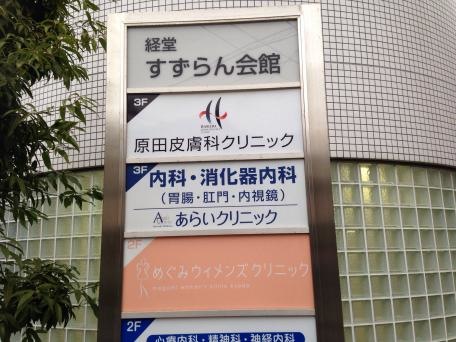 経堂
すずらん会館
3F
HARADA
原田皮膚科クリニック
3F
内科・消化器内科
（胃腸・肛門・内視鏡）
あらいクリニック
2F
めぐみウィメンズクリニック
megumi women's clinic kyodo
2F
心療内科・精神科・神経内科